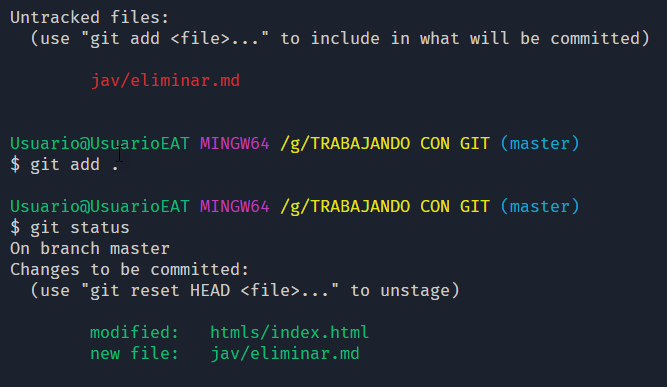 Untracked files:
  (use "git add <file>..." to include in what will be committed)
        jav/eliminar.md
Usuario@UsuarioEAT MINGW64 /g/TRABAJANDO CON GIT (master)
$ git add .
Usuario@UsuarioEAT MINGW64 /g/TRABAJANDO CON GIT (master)
$ git status
On branch master
Changes to be committed:
  (use "git reset HEAD <file>..." to unstage)
        modified:   htmls/index.html
        new file:   jav/eliminar.md